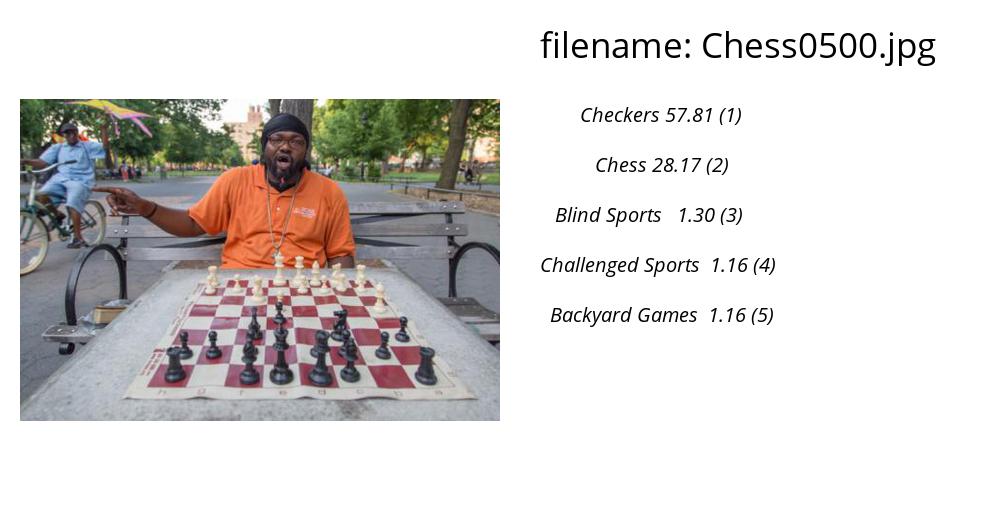 filename: Chess0500.jpg
Checkers 57.81 (1)
Chess 28.17 (2)
Blind Sports 1.30 (3)
Challenged Sports 1.16 (4)
Backyard Games 1.16 (5)
h g f e d c b a